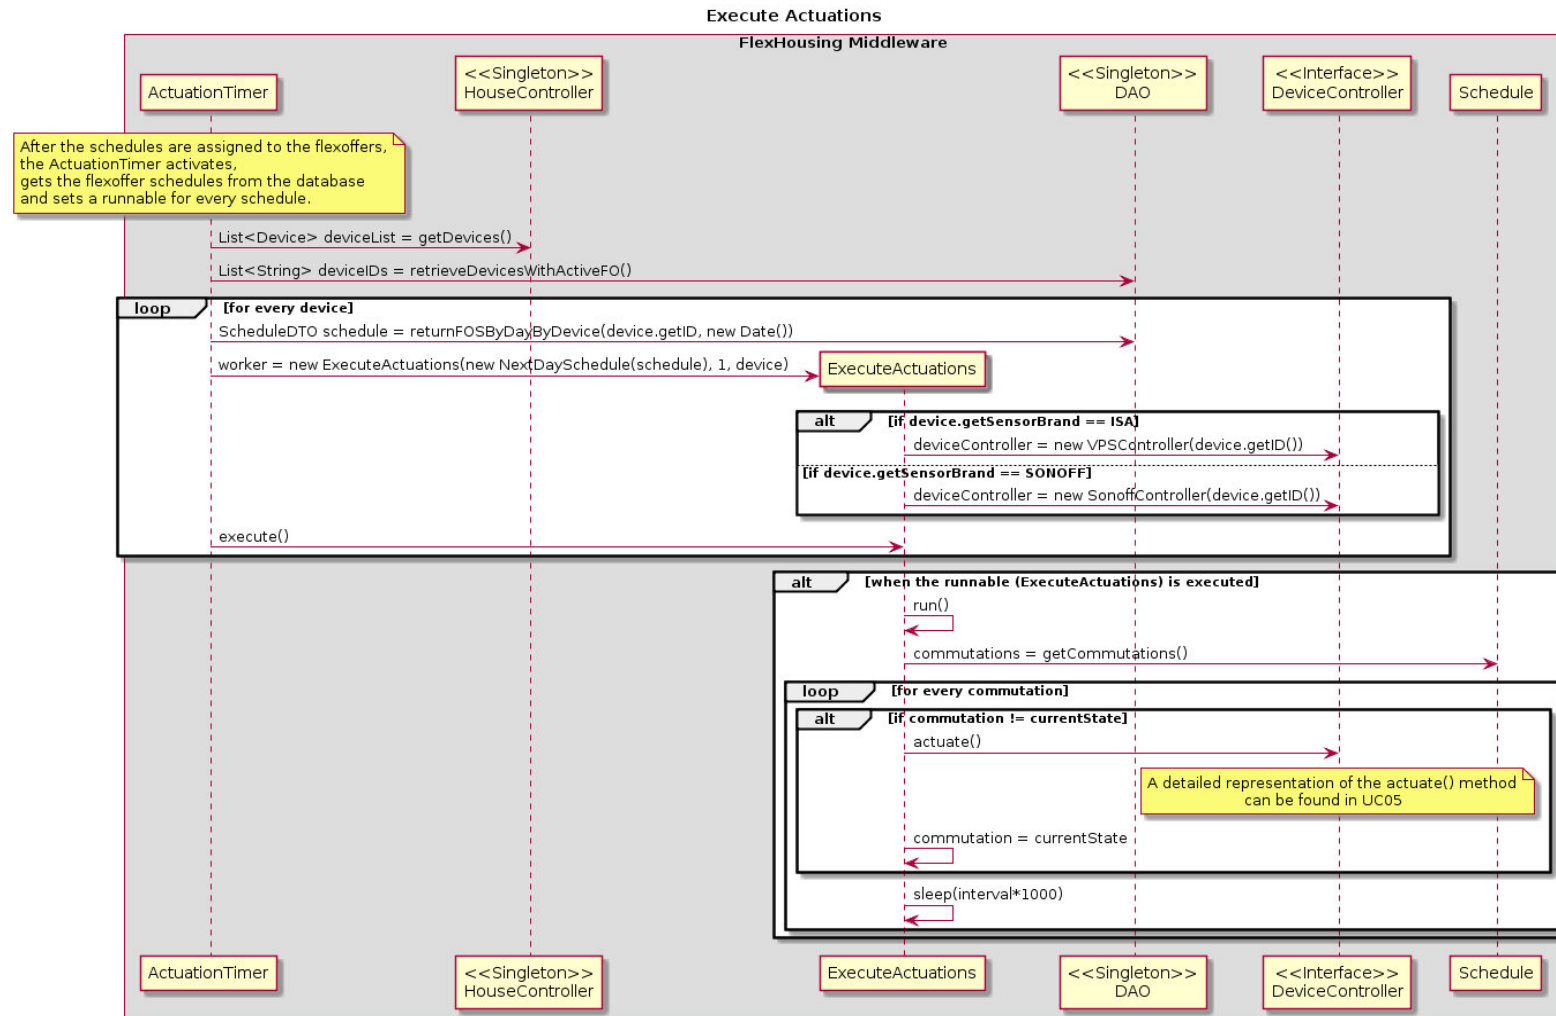 Execute Actuations
FlexHousing Middleware
ActuationTimer
<<Singleton>>
HouseController
<<Singleton>>
DAO
<<Interface>>
DeviceController
Schedule
After the schedules are assigned to the flexoffers,
the ActuationTimer activates,
gets the flexoffer schedules from the database
and sets a runnable for every schedule.
List<Device> deviceList = getDevices()
List<String> deviceIDs = retrieveDevicesWithActiveFO()
loop [for every device]
ScheduleDTO schedule = returnFOSByDayByDevice(device.getID, new Date())
worker = new ExecuteActuations(new NextDaySchedule(schedule), 1, device)
ExecuteActuations
alt [if device.getSensorBrand == ISA]
deviceController = new VPSController(device.getID())
[if device.getSensorBrand == SONOFF]
deviceController = new SonoffController(device.getID())
execute()
alt [when the runnable (ExecuteActuations) is executed]
run()
commutations = getCommutations()
loop [for every commutation]
alt [if commutation != currentState]
actuate()
A detailed representation of the actuate() method
can be found in UC05
commutation = currentState
sleep(interval*1000)
ActuationTimer
<<Singleton>>
HouseController
ExecuteActuations
<<Singleton>>
DAO
<<Interface>>
DeviceController
Schedule